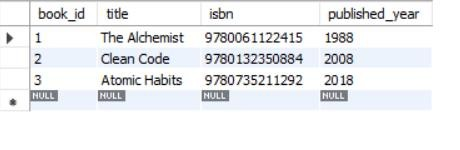 book_id title isbn published_year
1 The Alchemist 9780061122415 1988
2 Clean Code 9780132350884 2008
3 Atomic Habits 9780735211292 2018
NULL NULL NULL NULL